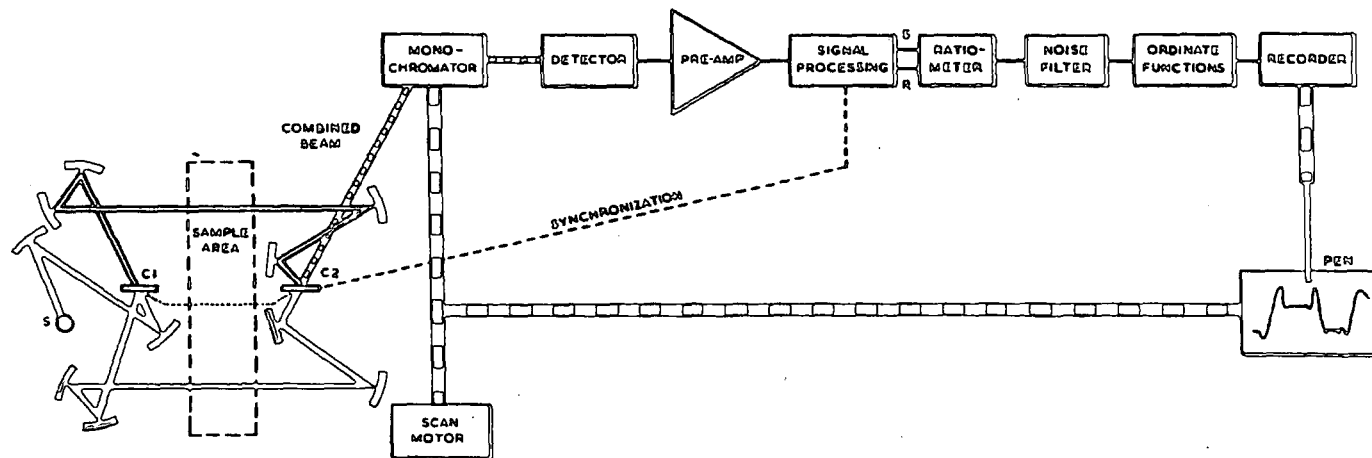 MONO-
CHROMATOR
DETECTOR
PRE-AMP
SIGNAL
PROCESSING
S
R
RATIO-
METER
NOISE
FILTER
ORDINATE
FUNCTIONS
RECORDER
COMBINED
BEAM
SAMPLE
AREA
SYNCHRONIZATION
C1
C2
S
PEN
SCAN
MOTOR